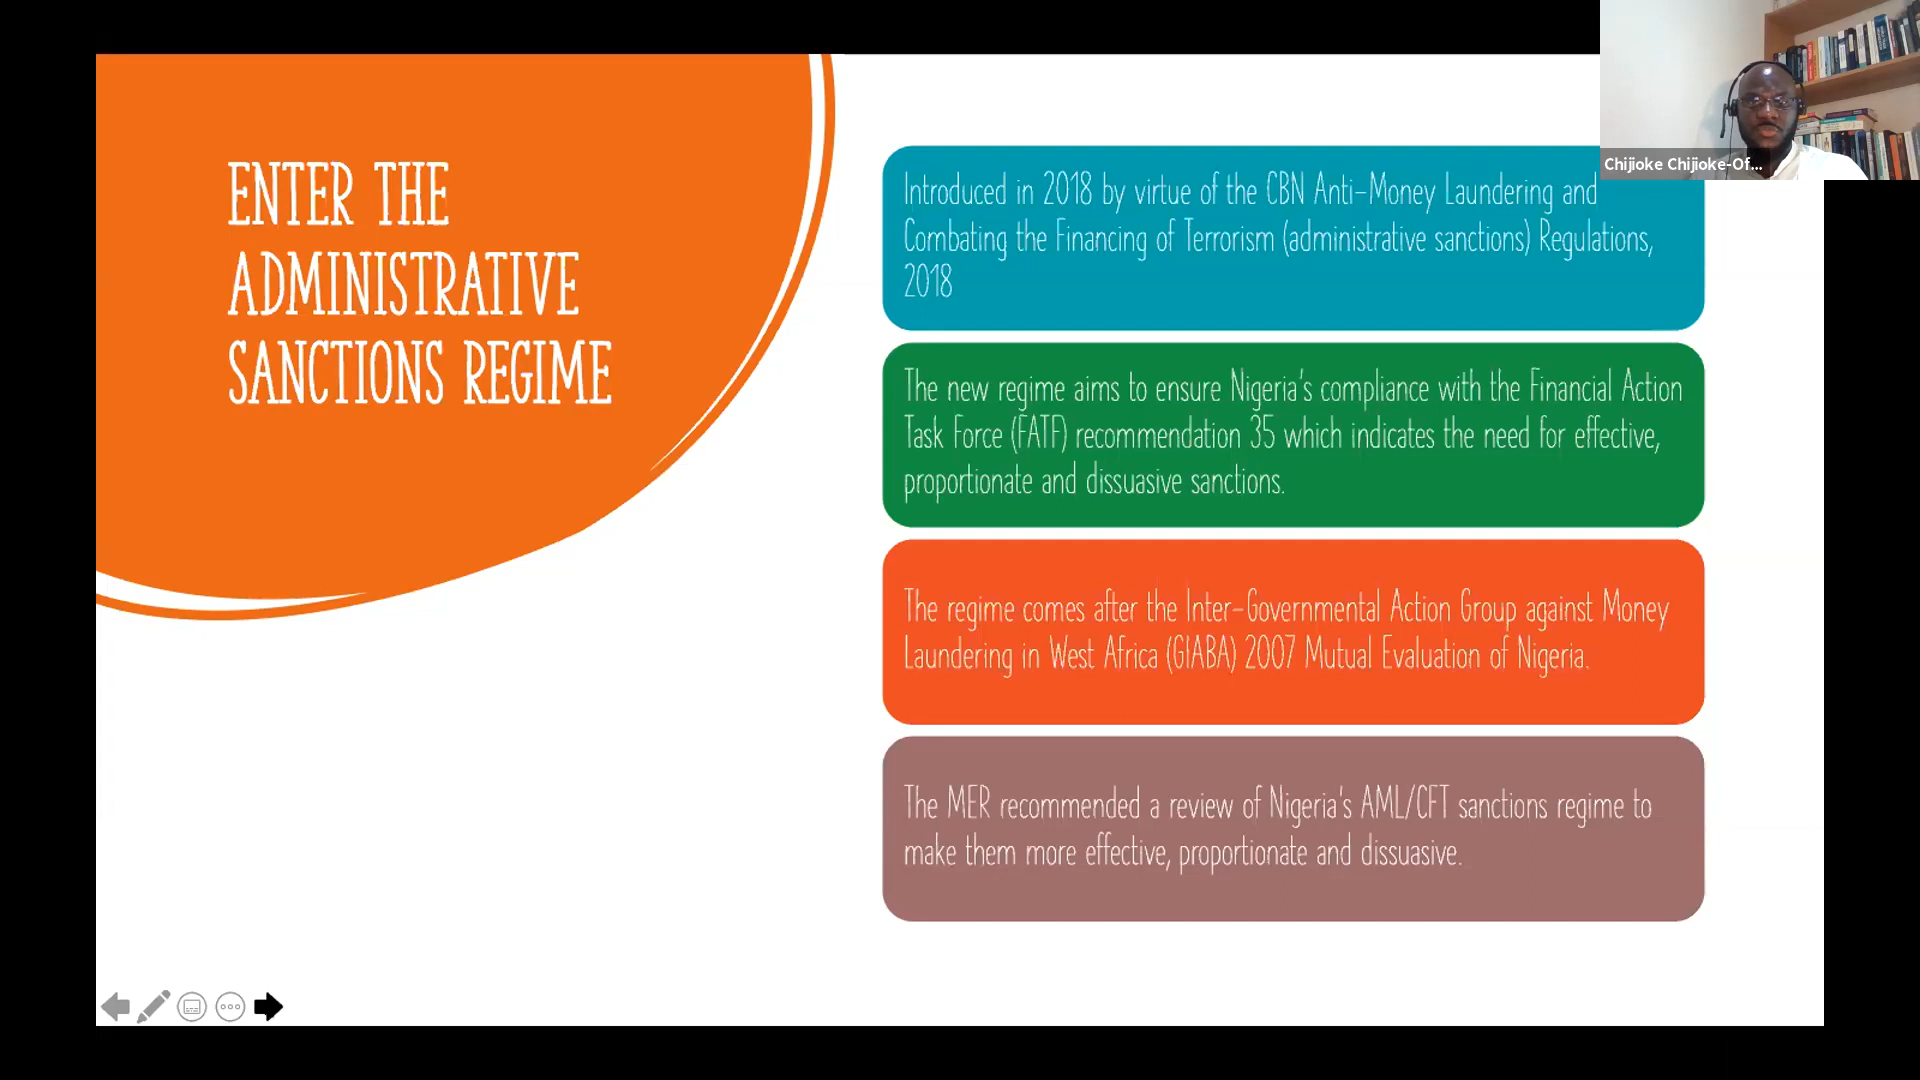 ENTER THE
ADMINISTRATIVE
SANCTIONS REGIME
Introduced in 2018 by virtue of the CBN Anti-Money Laundering and
Combating the Financing of Terrorism (administrative sanctions) Regulations,
2018
The new regime aims to ensure Nigeria's compliance with the Financial Action
Task Force (FATF) recommendation 35 which indicates the need for effective,
proportionate and dissuasive sanctions.
The regime comes after the Inter-Governmental Action Group against Money
Laundering in West Africa (GIABA) 2007 Mutual Evaluation of Nigeria.
The MER recommended a review of Nigeria's AML/CFT sanctions regime to
make them more effective, proportionate and dissuasive.
Chijioke Chijioke-Of...